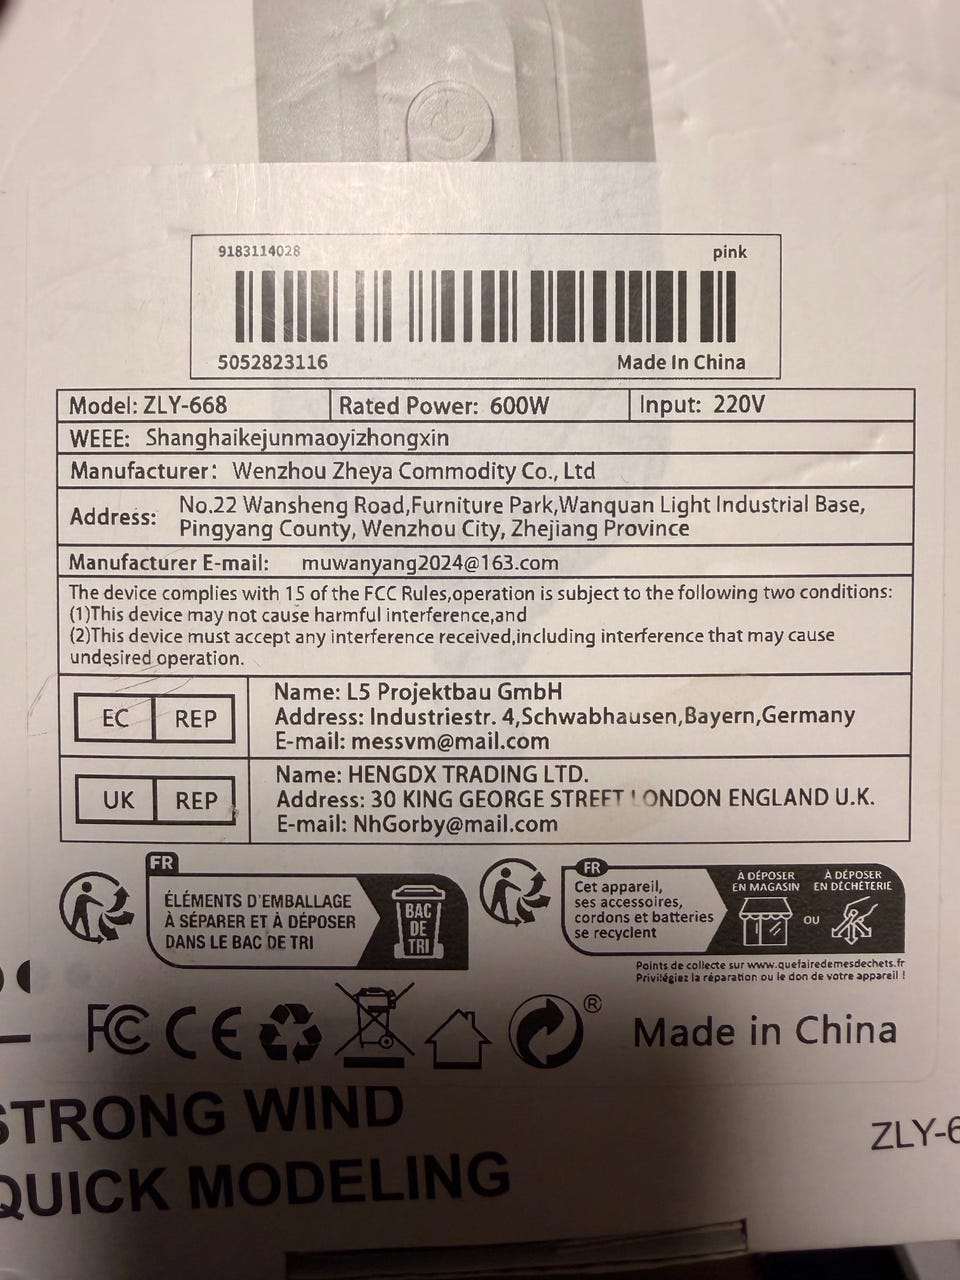 9183114028 pink
5052823116 Made In China
Model: ZLY-668 Rated Power: 600W Input: 220V
WEEE: Shanghaikejunmaoyizhongxin
Manufacturer: Wenzhou Zheya Commodity Co., Ltd
Address: No.22 Wansheng Road,Furniture Park,Wanquan Light Industrial Base,
Pingyang County, Wenzhou City, Zhejiang Province
Manufacturer E-mail: muwanyang2024@163.com
The device complies with 15 of the FCC Rules,operation is subject to the following two conditions:
(1)This device may not cause harmful interference,and
(2)This device must accept any interference received,including interference that may cause
undesired operation.
EC REP
Name: L5 Projektbau GmbH
Address: Industriestr. 4,Schwabhausen,Bayern,Germany
E-mail: messvm@mail.com
UK REP
Name: HENGDX TRADING LTD.
Address: 30 KING GEORGE STREET LONDON ENGLAND U.K.
E-mail: NhGorby@mail.com
FR
ÉLÉMENTS D'EMBALLAGE
À SÉPARER ET À DÉPOSER
DANS LE BAC DE TRI
BAC
DE
TRI
FR
Cet appareil,
ses accessoires,
cordons et batteries
se recyclent
À DÉPOSER
EN MAGASIN
OU
À DÉPOSER
EN DÉCHÈTERIE
Points de collecte sur www.quefairedemesdechets.fr
Privilégiez la réparation ou le don de votre appareil !
FC CE ® Made in China
STRONG WIND
QUICK MODELING
ZLY-6